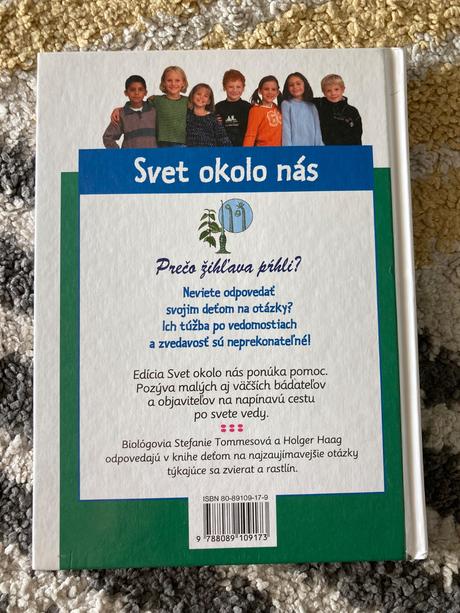 Svet okolo nás
Prečo žihľava pŕhli?
Neviete odpovedať
svojim deťom na otázky?
Ich túžba po vedomostiach
a zvedavosť sú neprekonateľné!
Edícia Svet okolo nás ponúka pomoc.
Pozýva malých aj väčších bádateľov
a objaviteľov na napínavú cestu
po svete vedy.
Biológovia Stefanie Tommesová a Holger Haag
odpovedajú v knihe deťom na najzaujímavejšie otázky
týkajúce sa zvierat a rastlín.
ISBN 80-89109-17-9
9 788089 109173